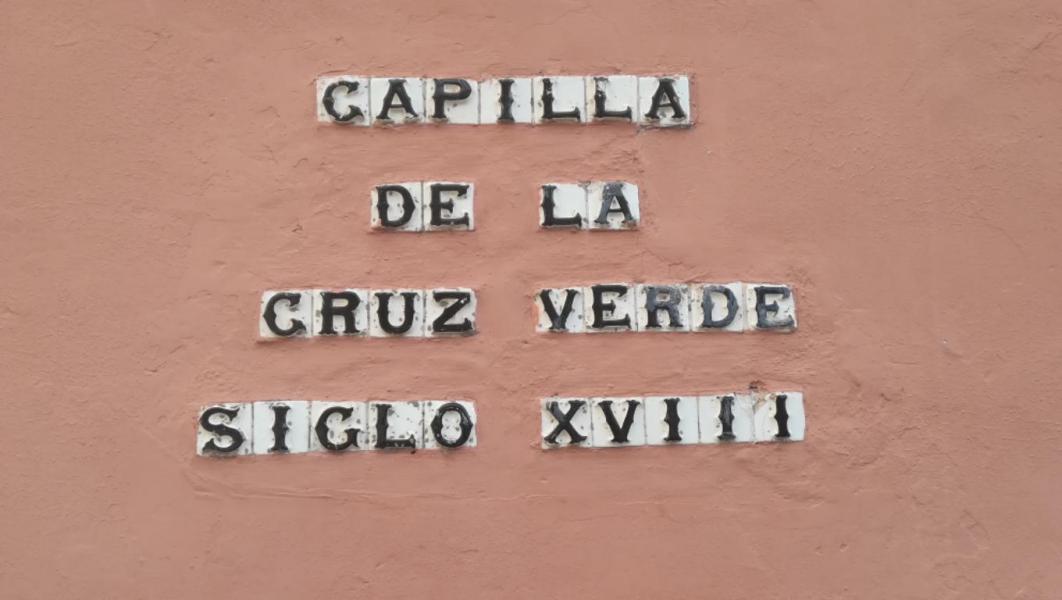 CAPILLA
DE LA
CRUZ VERDE
SIGLO XVIII